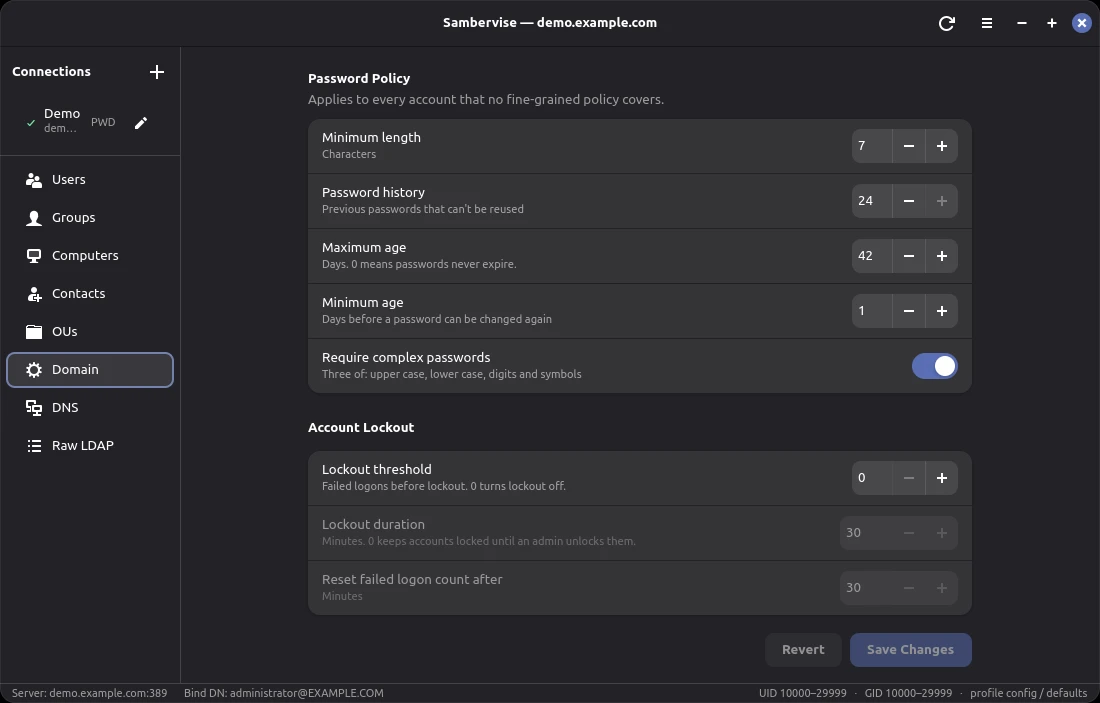 Sambervise — demo.example.com
Connections
Demo
dem...
PWD
Users
Groups
Computers
Contacts
OUs
Domain
DNS
Raw LDAP
Password Policy
Applies to every account that no fine-grained policy covers.
Minimum length
Characters
7
Password history
Previous passwords that can't be reused
24
Maximum age
Days. 0 means passwords never expire.
42
Minimum age
Days before a password can be changed again
1
Require complex passwords
Three of: upper case, lower case, digits and symbols
Account Lockout
Lockout threshold
Failed logons before lockout. 0 turns lockout off.
0
Lockout duration
Minutes. 0 keeps accounts locked until an admin unlocks them.
30
Reset failed logon count after
Minutes
30
Revert Save Changes
Server: demo.example.com:389 Bind DN: administrator@EXAMPLE.COM UID 10000–29999 · GID 10000–29999 · profile config / defaults